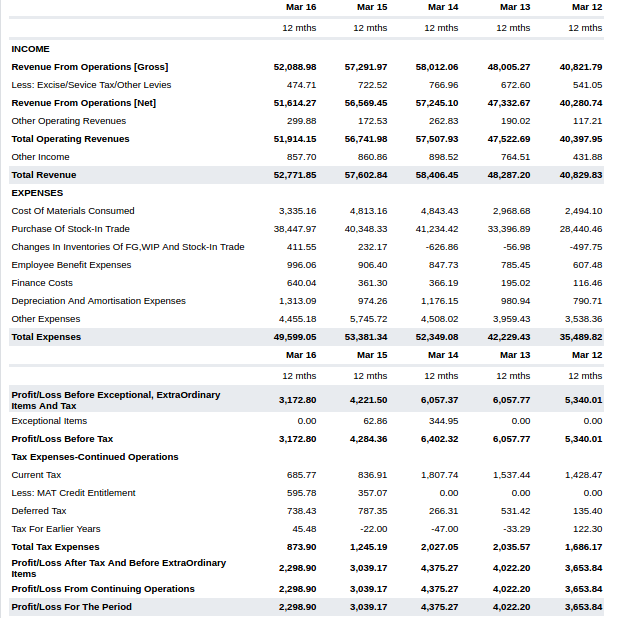 Mar 16 Mar 15 Mar 14 Mar 13 Mar 12
12 mths 12 mths 12 mths 12 mths 12 mths
INCOME
Revenue From Operations [Gross] 52,088.98 57,291.97 58,012.06 48,005.27 40,821.79
Less: Excise/Sevice Tax/Other Levies 474.71 722.52 766.96 672.60 541.05
Revenue From Operations [Net] 51,614.27 56,569.45 57,245.10 47,332.67 40,280.74
Other Operating Revenues 299.88 172.53 262.83 190.02 117.21
Total Operating Revenues 51,914.15 56,741.98 57,507.93 47,522.69 40,397.95
Other Income 857.70 860.86 898.52 764.51 431.88
Total Revenue 52,771.85 57,602.84 58,406.45 48,287.20 40,829.83
EXPENSES
Cost Of Materials Consumed 3,335.16 4,813.16 4,843.43 2,968.68 2,494.10
Purchase Of Stock-In Trade 38,447.97 40,348.33 41,234.42 33,396.89 28,440.46
Changes In Inventories Of FG,WIP And Stock-In Trade 411.55 232.17 -626.86 -56.98 -497.75
Employee Benefit Expenses 996.06 906.40 847.73 785.45 607.48
Finance Costs 640.04 361.30 366.19 195.02 116.46
Depreciation And Amortisation Expenses 1,313.09 974.26 1,176.15 980.94 790.71
Other Expenses 4,455.18 5,745.72 4,508.02 3,959.43 3,538.36
Total Expenses 49,599.05 53,381.34 52,349.08 42,229.43 35,489.82
Mar 16 Mar 15 Mar 14 Mar 13 Mar 12
12 mths 12 mths 12 mths 12 mths 12 mths
Profit/Loss Before Exceptional, ExtraOrdinary
Items And Tax 3,172.80 4,221.50 6,057.37 6,057.77 5,340.01
Exceptional Items 0.00 62.86 344.95 0.00 0.00
Profit/Loss Before Tax 3,172.80 4,284.36 6,402.32 6,057.77 5,340.01
Tax Expenses-Continued Operations
Current Tax 685.77 836.91 1,807.74 1,537.44 1,428.47
Less: MAT Credit Entitlement 595.78 357.07 0.00 0.00 0.00
Deferred Tax 738.43 787.35 266.31 531.42 135.40
Tax For Earlier Years 45.48 -22.00 -47.00 -33.29 122.30
Total Tax Expenses 873.90 1,245.19 2,027.05 2,035.57 1,686.17
Profit/Loss After Tax And Before ExtraOrdinary
Items 2,298.90 3,039.17 4,375.27 4,022.20 3,653.84
Profit/Loss From Continuing Operations 2,298.90 3,039.17 4,375.27 4,022.20 3,653.84
Profit/Loss For The Period 2,298.90 3,039.17 4,375.27 4,022.20 3,653.84